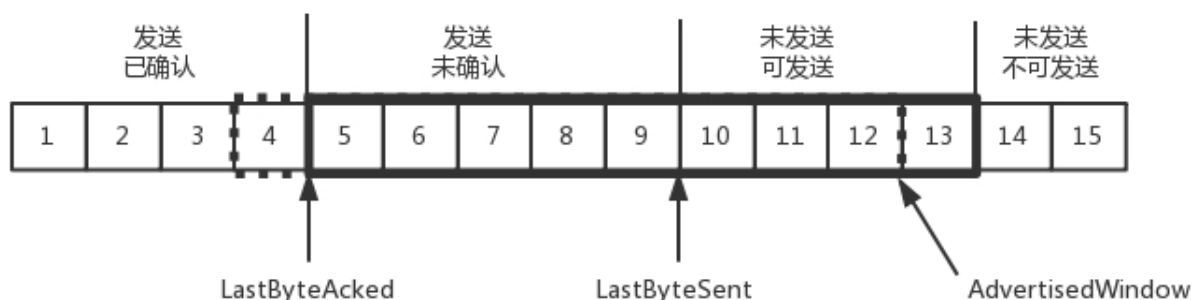 发送
已确认
发送
未确认
未发送
可发送
未发送
不可发送
1 2 3 4 5 6 7 8 9 10 11 12 13 14 15
LastByteAcked LastByteSent AdvertisedWindow